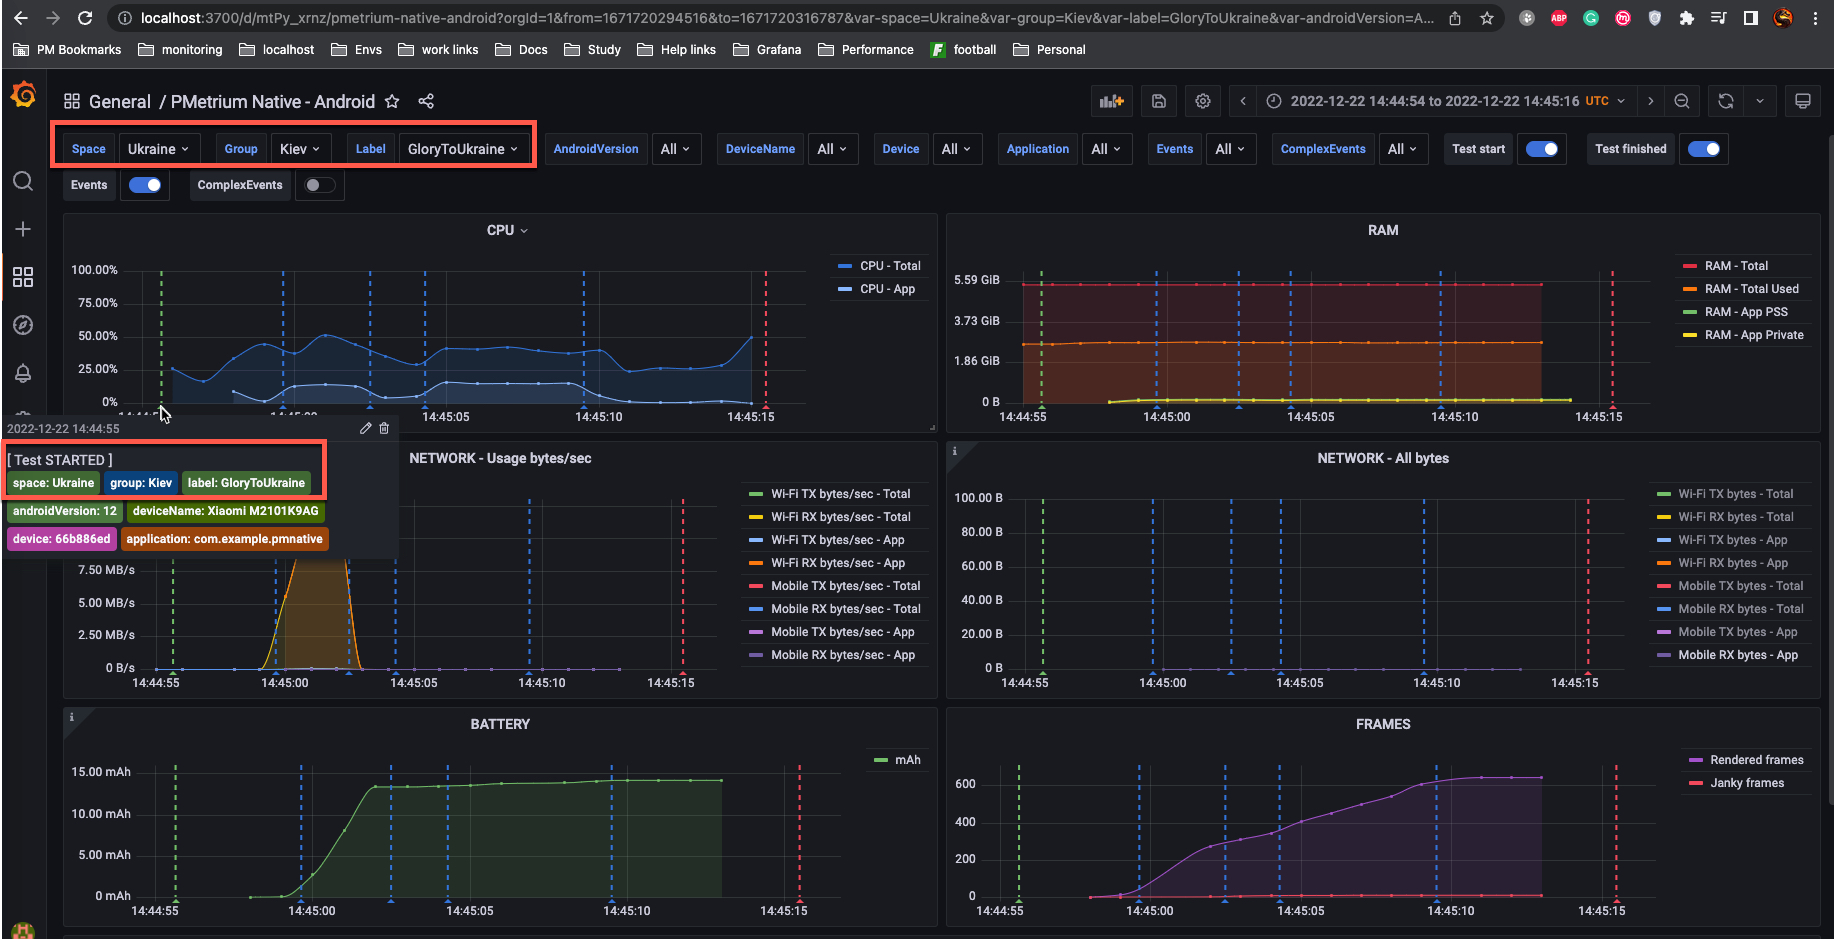 localhost:3700/d/mtPy_xrnz/pmetrium-native-android?orgId=1&from=1671720294516&to=1671720316787&var-space=Ukraine&var-group=Kiev&var-label=GloryToUkraine&var-androidVersion=A...
PM Bookmarks monitoring localhost Envs work links Docs Study Help links Grafana Performance football Personal
General / PMetrium Native - Android
2022-12-22 14:44:54 to 2022-12-22 14:45:16 UTC
Space Ukraine Group Kiev Label GloryToUkraine AndroidVersion All DeviceName All Device All Application All Events All ComplexEvents All Test start Test finished
Events ComplexEvents
CPU
100.00%
75.00%
50.00%
25.00%
0%
14:45:05 14:45:10 14:45:15
CPU - Total
CPU - App
RAM
5.59 GiB
3.73 GiB
1.86 GiB
0 B
14:44:55 14:45:00 14:45:05 14:45:10 14:45:15
RAM - Total
RAM - Total Used
RAM - App PSS
RAM - App Private
2022-12-22 14:44:55
[ Test STARTED ]
space: Ukraine group: Kiev label: GloryToUkraine
androidVersion: 12 deviceName: Xiaomi M2101K9AG
device: 66b886ed application: com.example.pmnative
NETWORK - Usage bytes/sec
7.50 MB/s
5.00 MB/s
2.50 MB/s
0 B/s
14:44:55 14:45:00 14:45:05 14:45:10 14:45:15
Wi-Fi TX bytes/sec - Total
Wi-Fi RX bytes/sec - Total
Wi-Fi TX bytes/sec - App
Wi-Fi RX bytes/sec - App
Mobile TX bytes/sec - Total
Mobile RX bytes/sec - Total
Mobile TX bytes/sec - App
Mobile RX bytes/sec - App
NETWORK - All bytes
100.00 B
80.00 B
60.00 B
40.00 B
20.00 B
0 B
14:44:55 14:45:00 14:45:05 14:45:10 14:45:15
Wi-Fi TX bytes - Total
Wi-Fi RX bytes - Total
Wi-Fi TX bytes - App
Wi-Fi RX bytes - App
Mobile TX bytes - Total
Mobile RX bytes - Total
Mobile TX bytes - App
Mobile RX bytes - App
BATTERY
15.00 mAh
10.00 mAh
5.00 mAh
0 mAh
14:44:55 14:45:00 14:45:05 14:45:10 14:45:15
mAh
FRAMES
600
400
200
0
14:44:55 14:45:00 14:45:05 14:45:10 14:45:15
Rendered frames
Janky frames